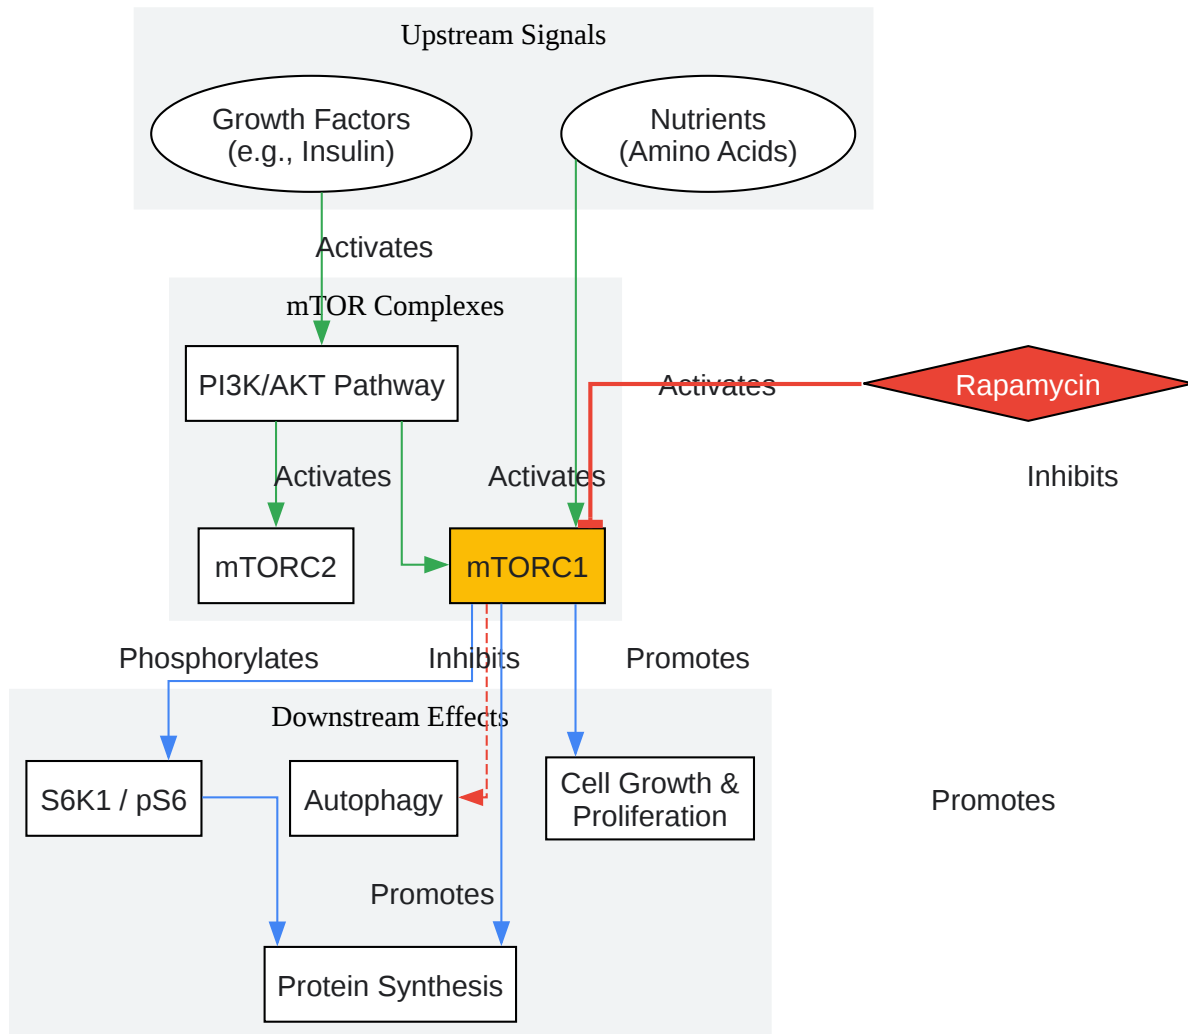 Upstream Signals
Growth Factors
(e.g., Insulin)
Nutrients
(Amino Acids)
Activates
mTOR Complexes
PI3K/AKT Pathway
Activates
Rapamycin
Activates
Activates
Inhibits
mTORC2
mTORC1
Phosphorylates
Inhibits
Promotes
Downstream Effects
S6K1 / pS6
Autophagy
Cell Growth &
Proliferation
Promotes
Promotes
Protein Synthesis